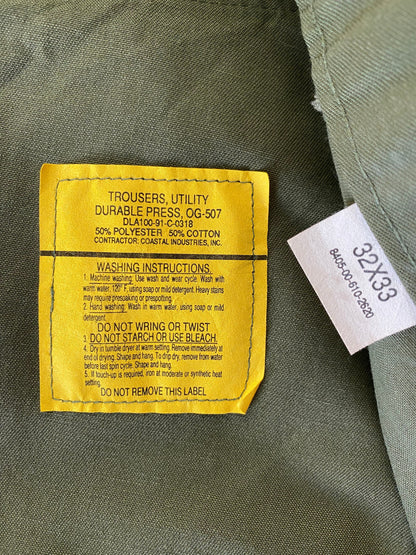 TROUSERS, UTILITY
DURABLE PRESS, OG-507
DLA100-91-C-0318
50% POLYESTER 50% COTTON
CONTRACTOR: COASTAL INDUSTRIES, INC.
WASHING INSTRUCTIONS:
1. Machine washing: Use wash and wear cycle. Wash with
warm water, 120° F, using soap or mild detergent. Heavy stains
may require presoaking or prespotting.
2. Hand washing: Wash in warm water, using soap or mild
detergent.
DO NOT WRING OR TWIST
3. DO NOT STARCH OR USE BLEACH.
4. Dry in tumble dryer at warm setting. Remove immediately at
end of drying. Shape and hang. To drip dry, remove from water
before last spin cycle. Shape and hang.
5. If touch-up is required, iron at moderate or synthetic heat
setting.
DO NOT REMOVE THIS LABEL
32X33
8405-00-610-2620